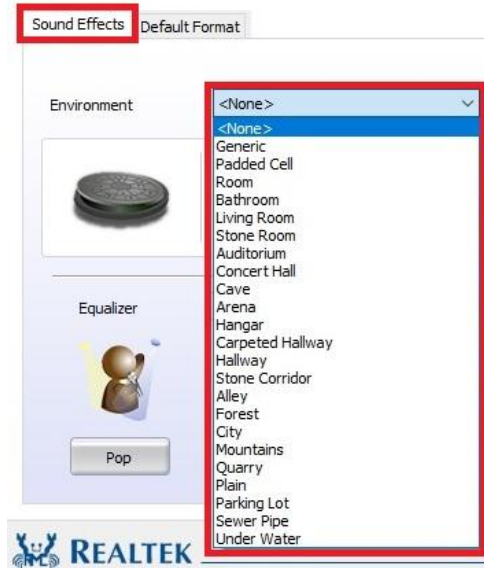 Sound Effects
Default Format
Environment
<None>
<None>
Generic
Padded Cell
Room
Bathroom
Living Room
Stone Room
Auditorium
Concert Hall
Cave
Arena
Hangar
Carpeted Hallway
Hallway
Stone Corridor
Alley
Forest
City
Mountains
Quarry
Plain
Parking Lot
Sewer Pipe
Under Water
Equalizer
Pop
REALTEK